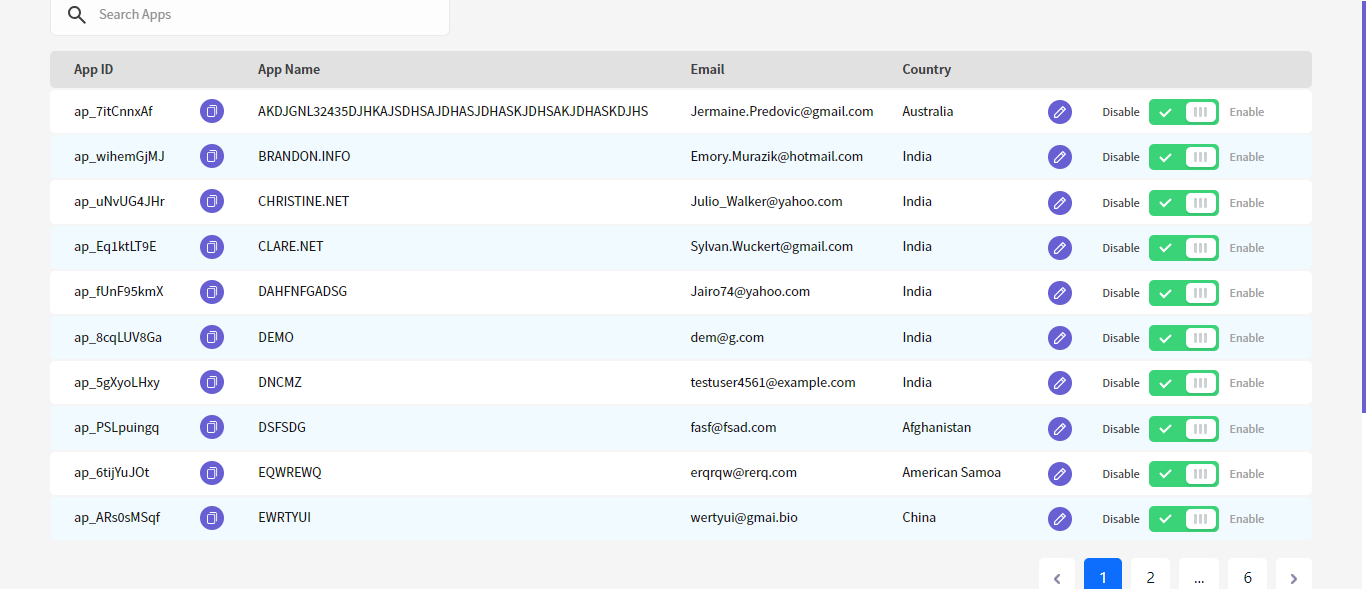 Search Apps
App ID App Name Email Country
ap_7itCnnxAf AKDJGNL32435DJHKAJSDHSAJDHASJDHASKJDHSAKJDHASKDJHS Jermaine.Predovic@gmail.com Australia Disable Enable
ap_wihemGjMJ BRANDON.INFO Emory.Murazik@hotmail.com India Disable Enable
ap_uNvUG4JHr CHRISTINE.NET Julio_Walker@yahoo.com India Disable Enable
ap_Eq1ktLT9E CLARE.NET Sylvan.Wuckert@gmail.com India Disable Enable
ap_fUnF95kmX DAHFNFGADSG Jairo74@yahoo.com India Disable Enable
ap_8cqLUV8Ga DEMO dem@g.com India Disable Enable
ap_5gXyoLHxy DNCMZ testuser4561@example.com India Disable Enable
ap_PSLpuingq DSFSDG fasf@fsad.com Afghanistan Disable Enable
ap_6tijYuJOt EQWREWQ erqrqw@rerq.com American Samoa Disable Enable
ap_ARs0sMSqf EWRTYUI wertyui@gmai.bio China Disable Enable
1 2 ... 6